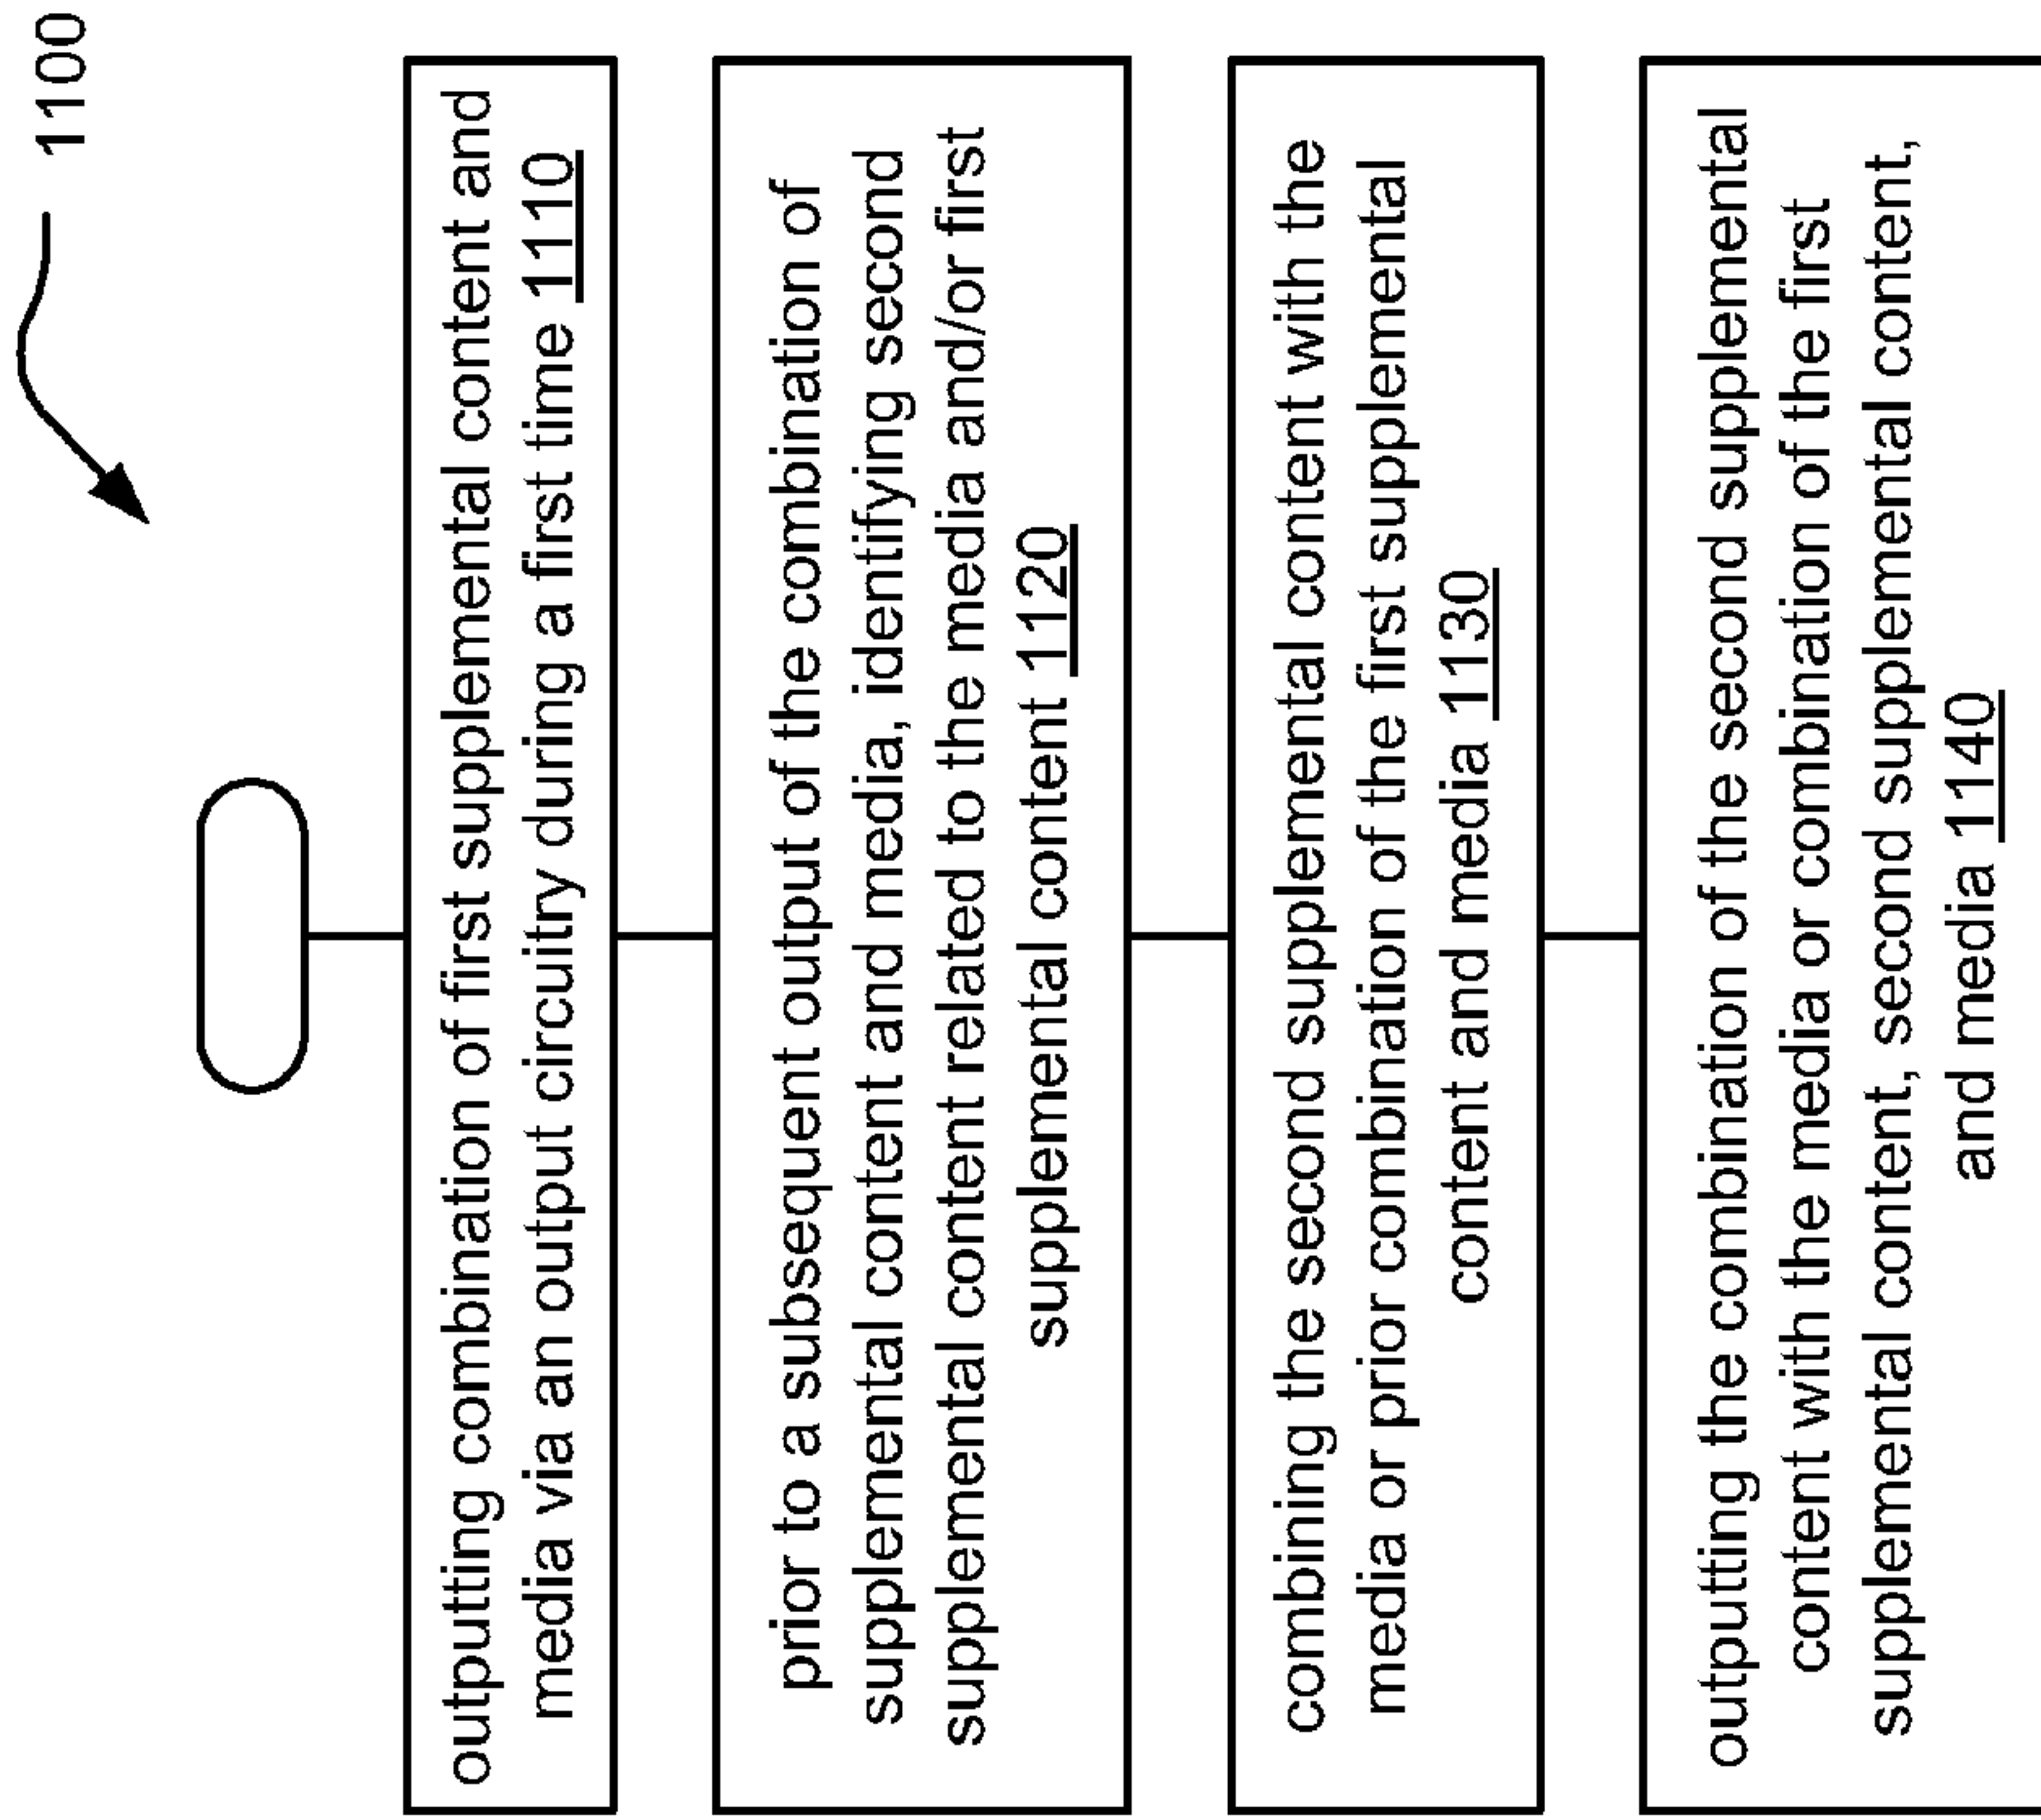 1100
outputting combination of first supplemental content and
media via an output circuitry during a first time 1110
prior to a subsequent output of the combination of
supplemental content and media, identifying second
supplemental content related to the media and/or first
supplemental content 1120
combining the second supplemental content with the
media or prior combination of the first supplemental
content and media 1130
outputting the combination of the second supplemental
content with the media or combination of the first
supplemental content, second supplemental content,
and media 1140